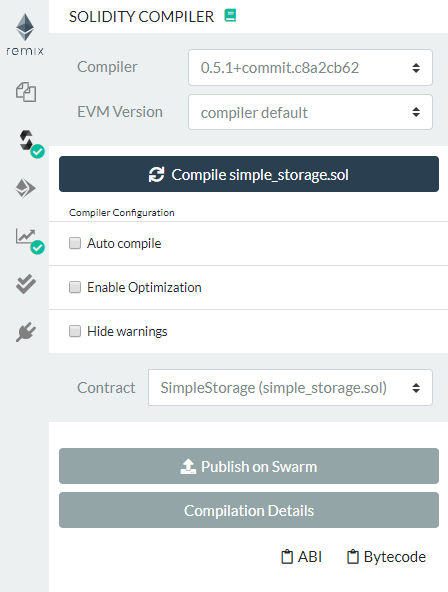 SOLIDITY COMPILER
remix
Compiler 0.5.1+commit.c8a2cb62
EVM Version compiler default
Compile simple_storage.sol
Compiler Configuration
Auto compile
Enable Optimization
Hide warnings
Contract SimpleStorage (simple_storage.sol)
Publish on Swarm
Compilation Details
ABI Bytecode